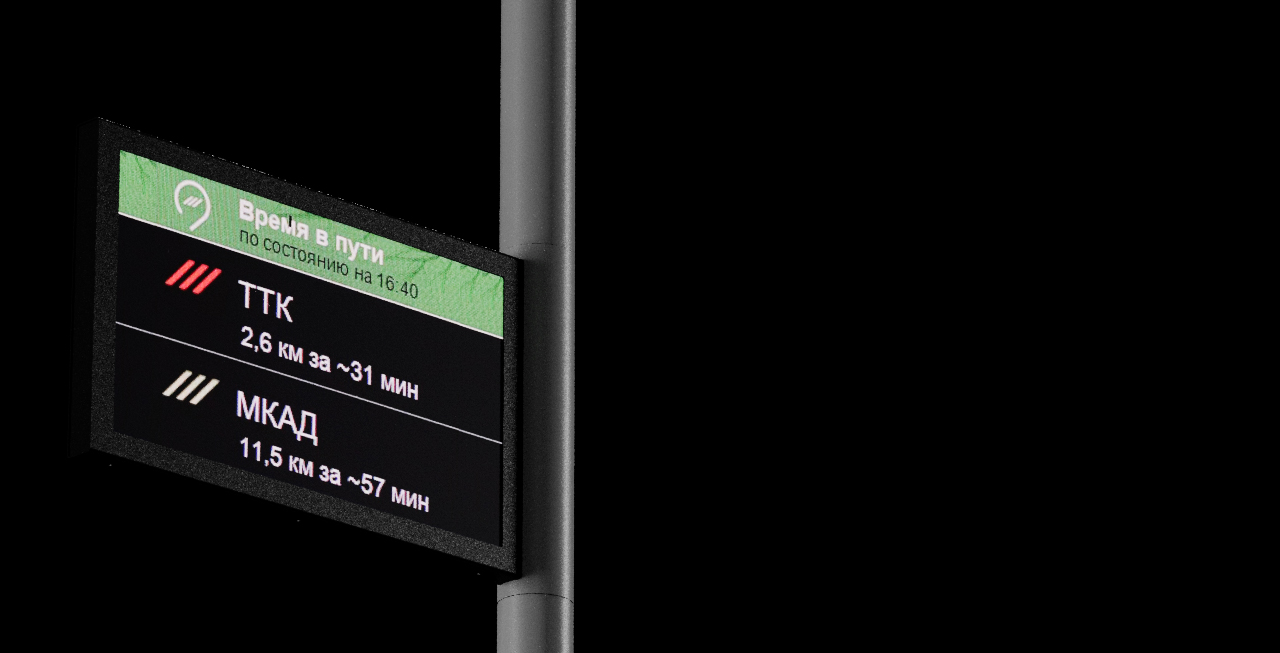 Время в пути
по состоянию на 16:40
ТТК
2,6 км за ~31 мин
МКАД
11,5 км за ~57 мин